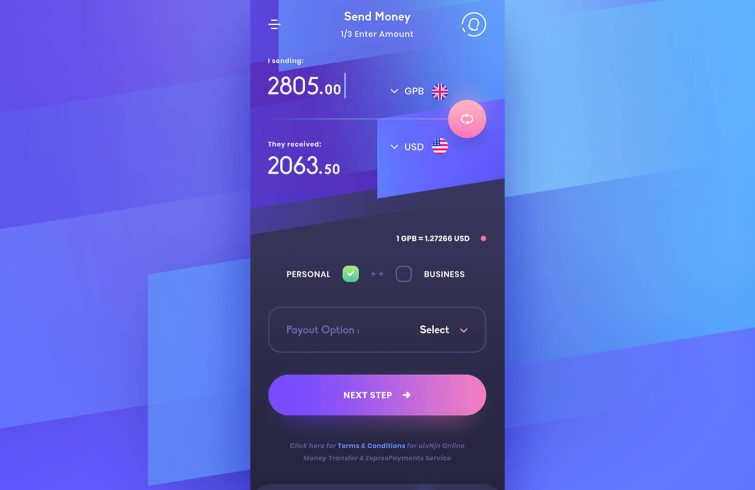 Send Money
1/3 Enter Amount
I sending:
2805.00
GPB
They received:
2063.50
USD
1 GPB = 1.27266 USD
PERSONAL
BUSINESS
Payout Option :
Select
NEXT STEP
Click here for Terms & Conditions for uixNjn Online
Money Transfer & ExprssPayments Service